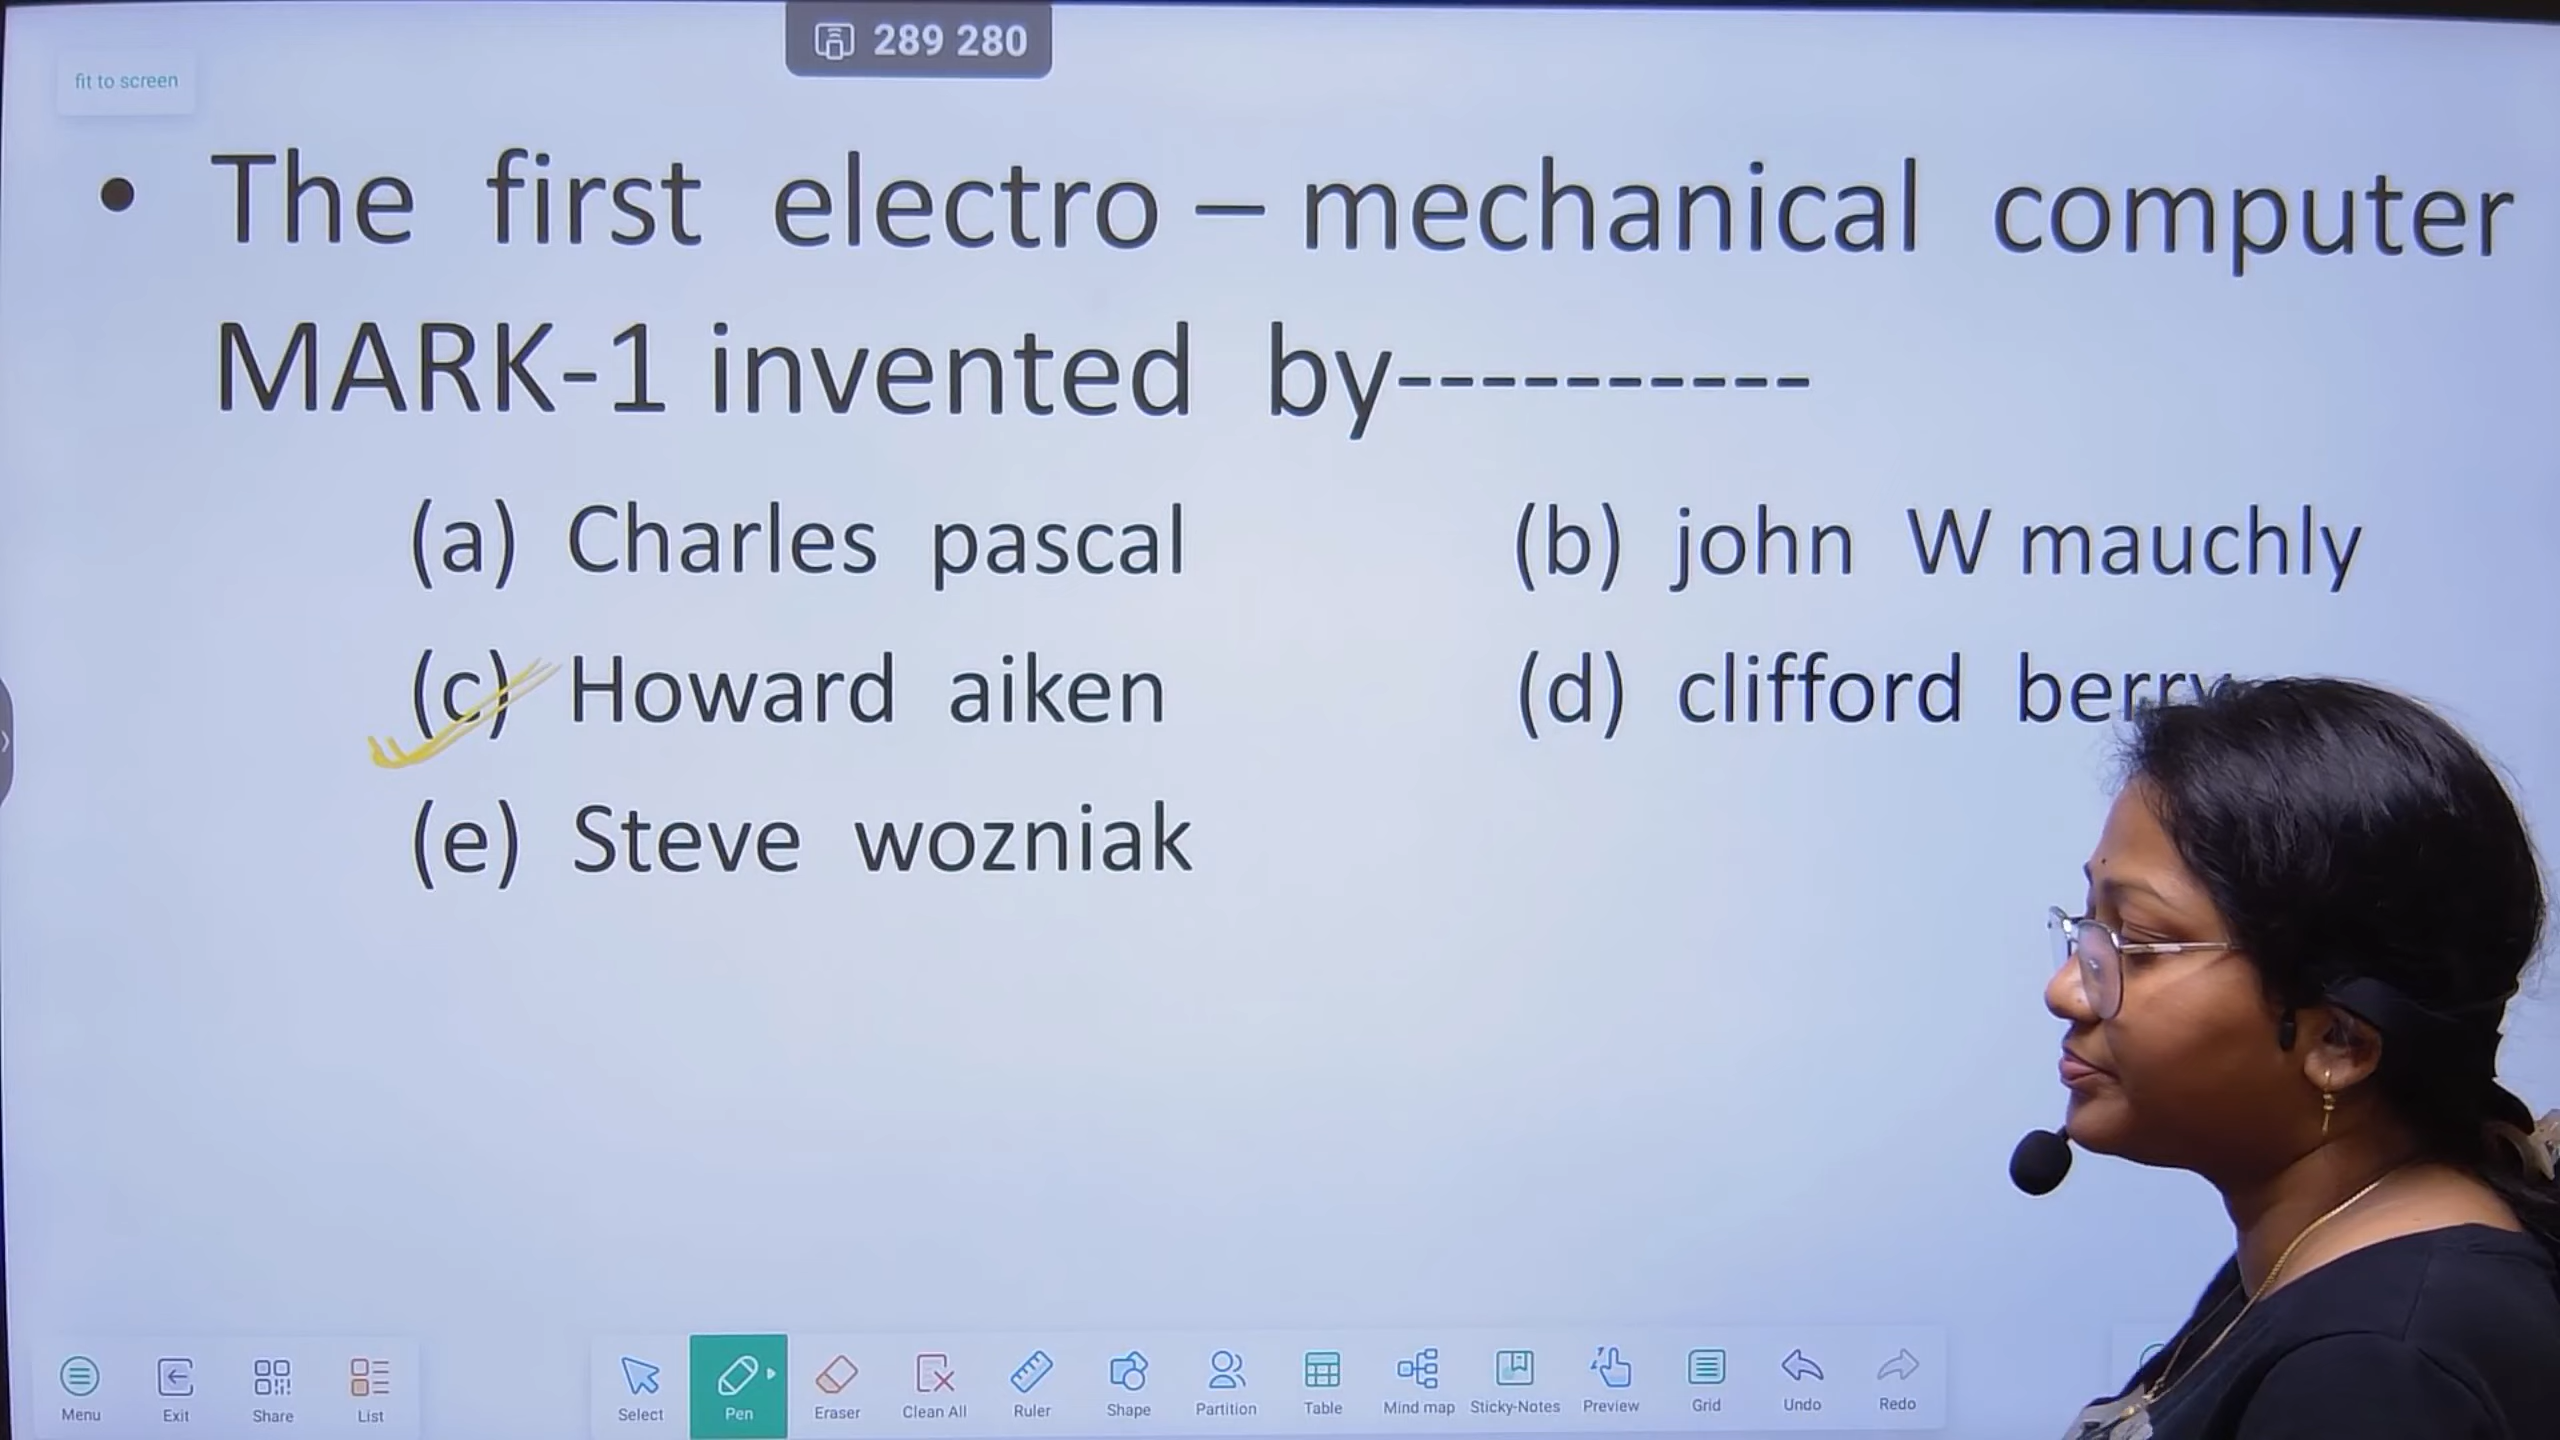 289 280
fit to screen
• The first electro – mechanical computer
MARK-1 invented by----------
(a) Charles pascal (b) john W mauchly
(c) Howard aiken (d) clifford berry
(e) Steve wozniak
Menu Exit Share List Select Pen Eraser Clean All Ruler Shape Partition Table Mind map Sticky-Notes Preview Grid Undo Redo